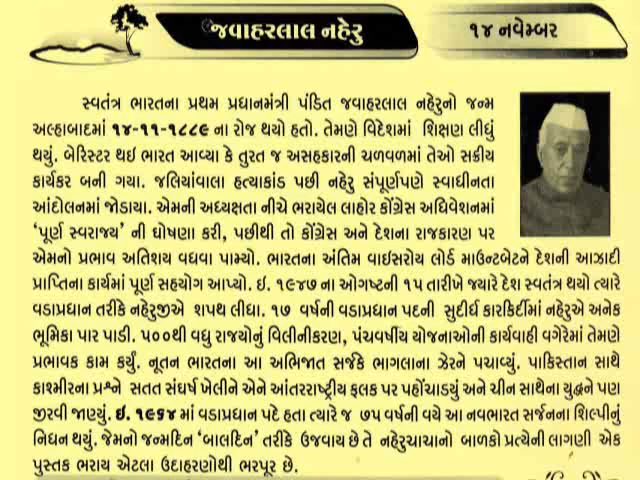 જવાહરલાલ નહેરુ
૧૪ નવેમ્બર
સ્વતંત્ર ભારતના પ્રથમ પ્રધાનમંત્રી પંડિત જવાહરલાલ નહેરુનો જન્મ
અલ્હાબાદમાં ૧૪-૧૧-૧૮૮૯ ના રોજ થયો હતો. તેમણે વિદેશમાં શિક્ષણ લીધું
થયું. બેરિસ્ટર થઇ ભારત આવ્યા કે તુરત જ અસહકારની ચળવળમાં તેઓ સક્રીય
કાર્યકર બની ગયા. જલિયાંવાલા હત્યાકાંડ પછી નહેરુ સંપૂર્ણપણે સ્વાધીનતા
આંદોલનમાં જોડાયા. એમની અધ્યક્ષતા નીચે ભરાયેલ લાહોર કોંગ્રેસ અધિવેશનમાં
‘પૂર્ણ સ્વરાજ્ય’ ની ઘોષણા કરી, પછીથી તો કોંગ્રેસ અને દેશના રાજકારણ પર
એમનો પ્રભાવ અતિશય વધવા પામ્યો. ભારતના અંતિમ વાઇસરોય લોર્ડ માઉન્ટબેટને દેશની આઝાદી
પ્રાપ્તિના કાર્યમાં પૂર્ણ સહયોગ આપ્યો. ઇ. ૧૯૪૭ ના ઓગષ્ટની ૧૫ તારીખે જ્યારે દેશ સ્વતંત્ર થયો ત્યારે
વડાપ્રધાન તરીકે નહેરુજીએ શપથ લીધા. ૧૭ વર્ષની વડાપ્રધાન પદની સુદીર્ઘ કારકિર્દીમાં નહેરુએ અનેક
ભૂમિકા પાર પાડી. ૫૦૦થી વધુ રાજ્યોનું વિલીનીકરણ, પંચવર્ષીય યોજનાઓની કાર્યવાહી વગેરેમાં તેમણે
પ્રભાવક કામ કર્યું. નૂતન ભારતના આ અભિજાત સર્જકે ભાગલાના ઝેરને પચાવ્યું. પાકિસ્તાન સાથે
કાશ્મીરના પ્રશ્ને સતત સંઘર્ષ ખેલીને એને આંતરરાષ્ટ્રીય ફલક પર પહોંચાડયું અને ચીન સાથેના યુદ્ધને પણ
જીરવી જાણ્યું. ઇ. ૧૯૬૪ માં વડાપ્રધાન પદે હતા ત્યારે જ ૭૫ વર્ષની વયે આ નવભારત સર્જનના શિલ્પીનું
નિધન થયું. જેમનો જન્મદિન ‘બાલદિન’ તરીકે ઉજવાય છે તે નહેરુચાચાનો બાળકો પ્રત્યેની લાગણી એક
પુસ્તક ભરાય એટલા ઉદાહરણોથી ભરપૂર છે.